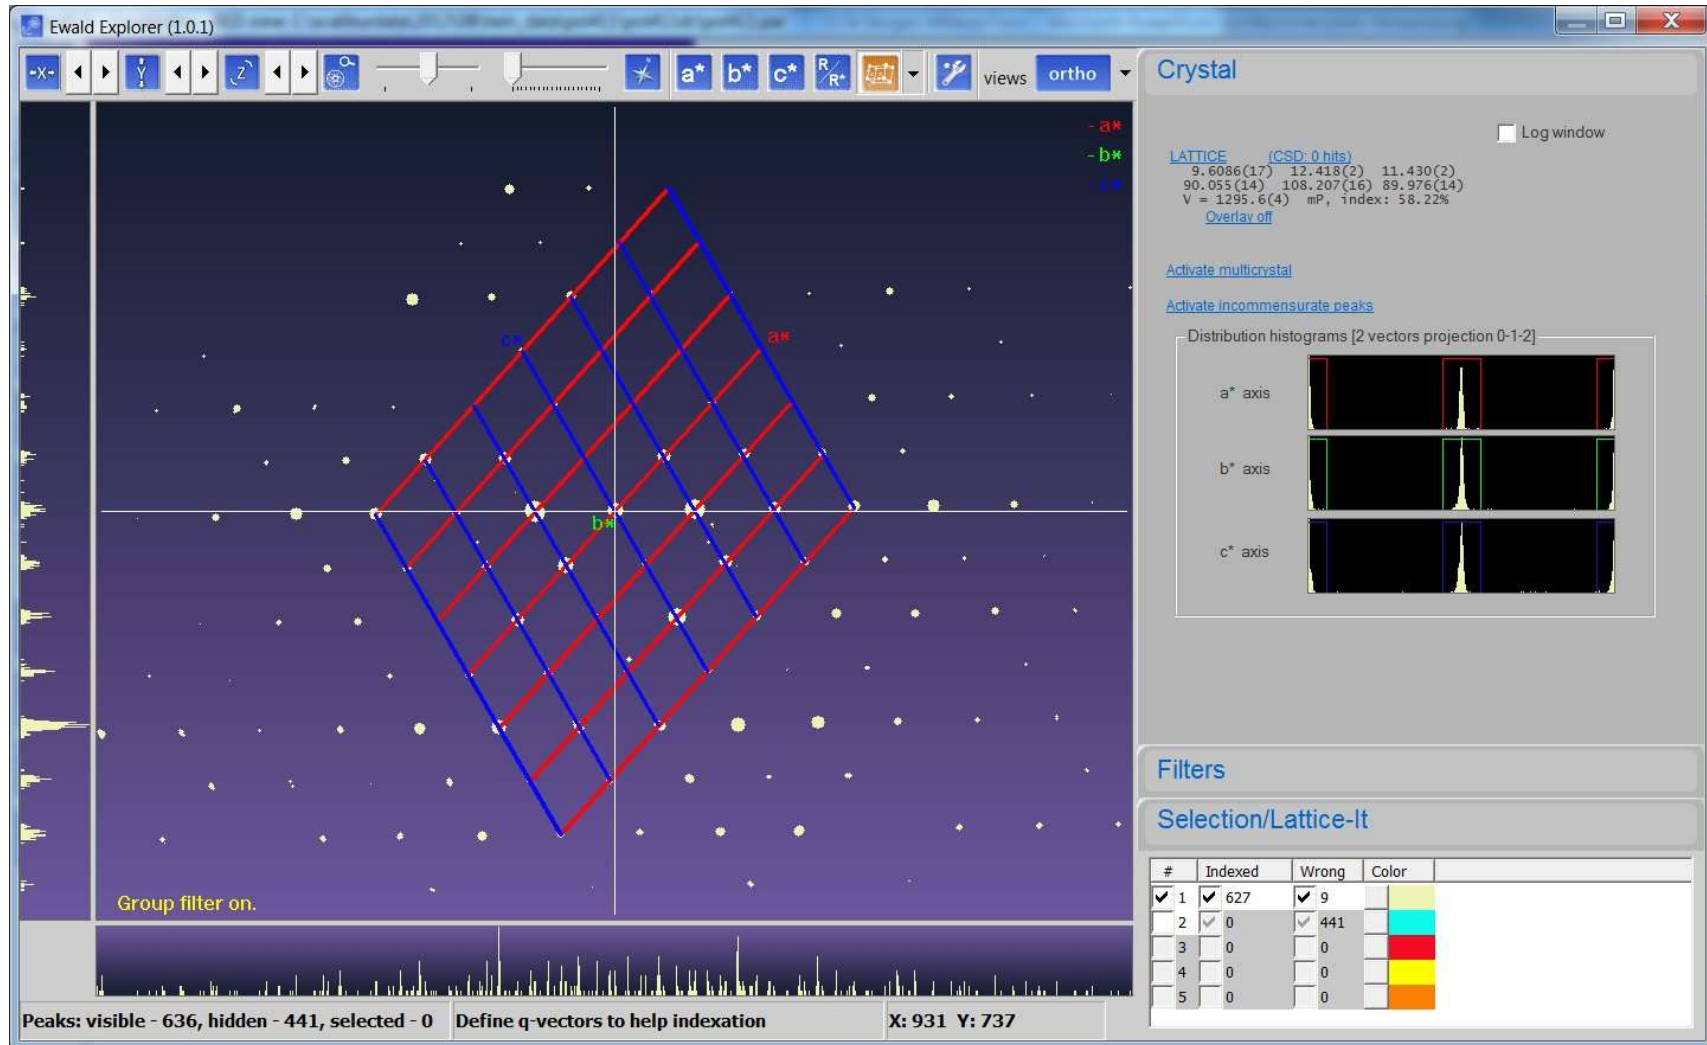 Ewald Explorer (1.0.1)
-X- Y Z a* b* c* R/R* views ortho
-a*
-b*
-c*
c*
a*
b*
Group filter on.
Peaks: visible - 636, hidden - 441, selected - 0 Define q-vectors to help indexation X: 931 Y: 737
Crystal
Log window
LATTICE (CSD: 0 hits)
9.6086(17) 12.418(2) 11.430(2)
90.055(14) 108.207(16) 89.976(14)
V = 1295.6(4) mP, index: 58.22%
Overlay off
Activate multicrystal
Activate incommensurate peaks
Distribution histograms [2 vectors projection 0-1-2]
a* axis
b* axis
c* axis
Filters
Selection/Lattice-It
# Indexed Wrong Color
1 627 9
2 0 441
3 0 0
4 0 0
5 0 0